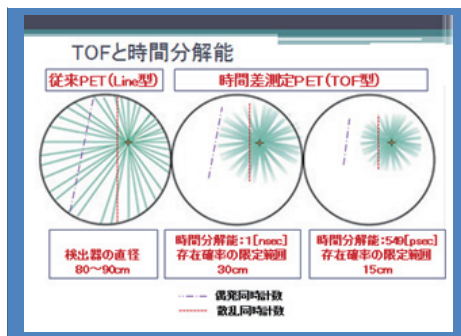 TOFと時間分解能
従来PET(Line型)
時間差測定PET(TOF型)
検出器の直径
80～90cm
時間分解能:1[nsec]
存在確率の限定範囲
30cm
時間分解能:549[psec]
存在確率の限定範囲
15cm
偶発同時計数
散乱同時計数